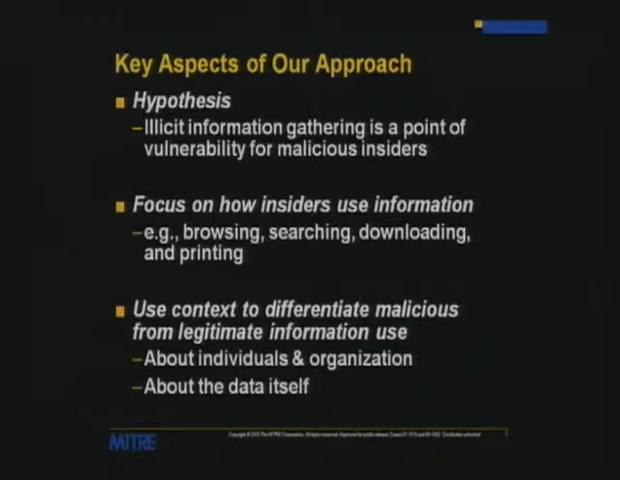 Key Aspects of Our Approach
Hypothesis
–Illicit information gathering is a point of
vulnerability for malicious insiders
Focus on how insiders use information
–e.g., browsing, searching, downloading,
and printing
Use context to differentiate malicious
from legitimate information use
–About individuals & organization
–About the data itself
MITRE